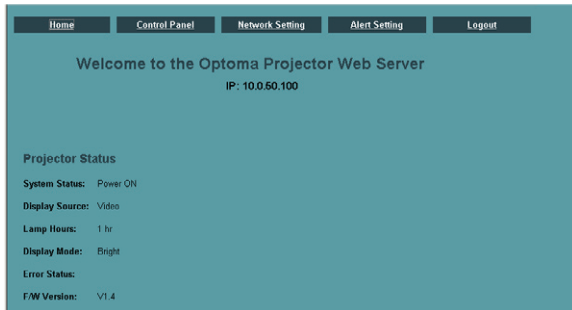 Home Control Panel Network Setting Alert Setting Logout
Welcome to the Optoma Projector Web Server
IP: 10.0.50.100
Projector Status
System Status: Power ON
Display Source: Video
Lamp Hours: 1 hr
Display Mode: Bright
Error Status:
F/W Version: V1.4